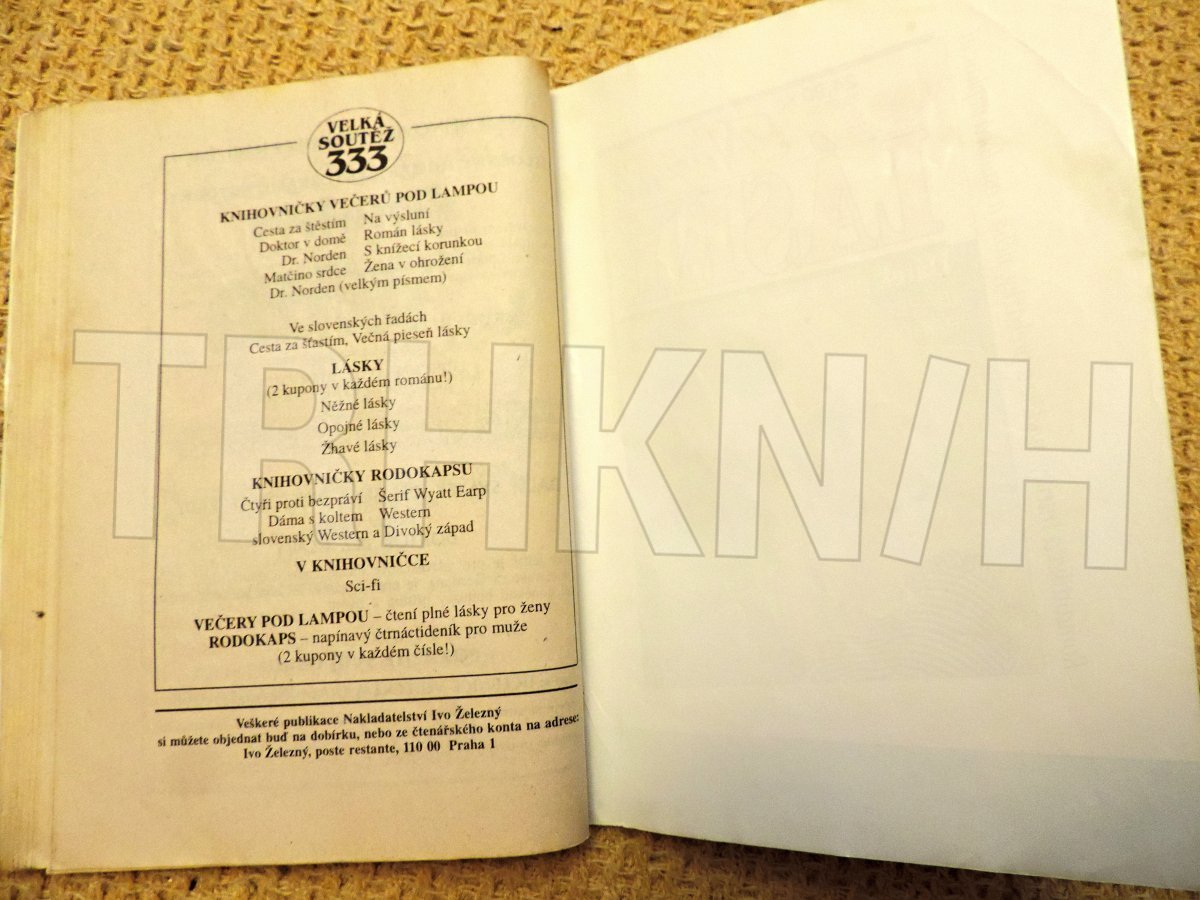 VELKÁ
SOUTĚŽ
333
KNIHOVNIČKY VEČERŮ POD LAMPOU
Cesta za štěstím Na výsluní
Doktor v domě Román lásky
Dr. Norden S knížecí korunkou
Matčino srdce Žena v ohrožení
Dr. Norden (velkým písmem)
Ve slovenských řadách
Cesta za šťastím, Večná pieseň lásky
LÁSKY
(2 kupony v každém románu!)
Něžné lásky
Opojné lásky
Žhavé lásky
KNIHOVNIČKY RODOKAPSU
Čtyři proti bezpráví Šerif Wyatt Earp
Dáma s koltem Western
slovenský Western a Divoký západ
V KNIHOVNIČCE
Sci-fi
VEČERY POD LAMPOU – čtení plné lásky pro ženy
RODOKAPS – napínavý čtrnáctideník pro muže
(2 kupony v každém čísle!)
Veškeré publikace Nakladatelství Ivo Železný
si můžete objednat buď na dobírku, nebo ze čtenářského konta na adrese:
Ivo Železný, poste restante, 110 00 Praha 1
TRHKN/H